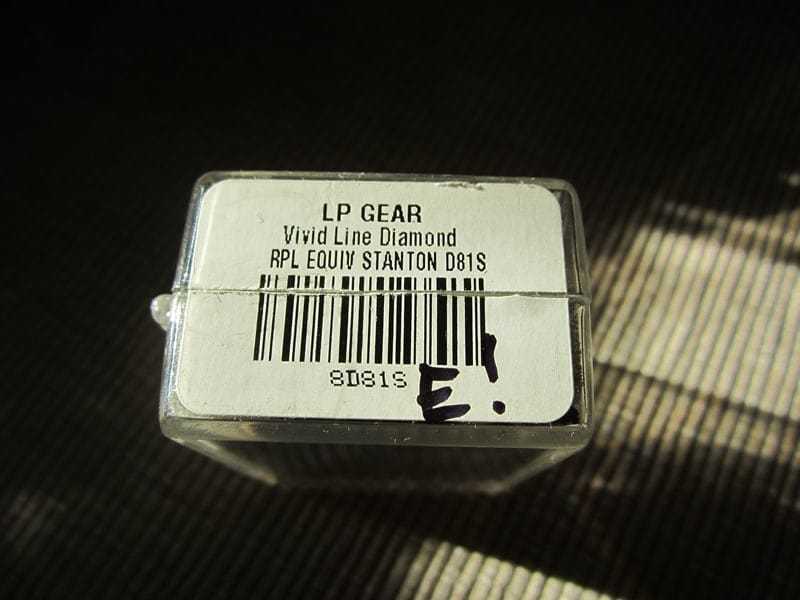 LP GEAR
Vivid Line Diamond
RPL EQUIV STANTON D81S
8D81S E!